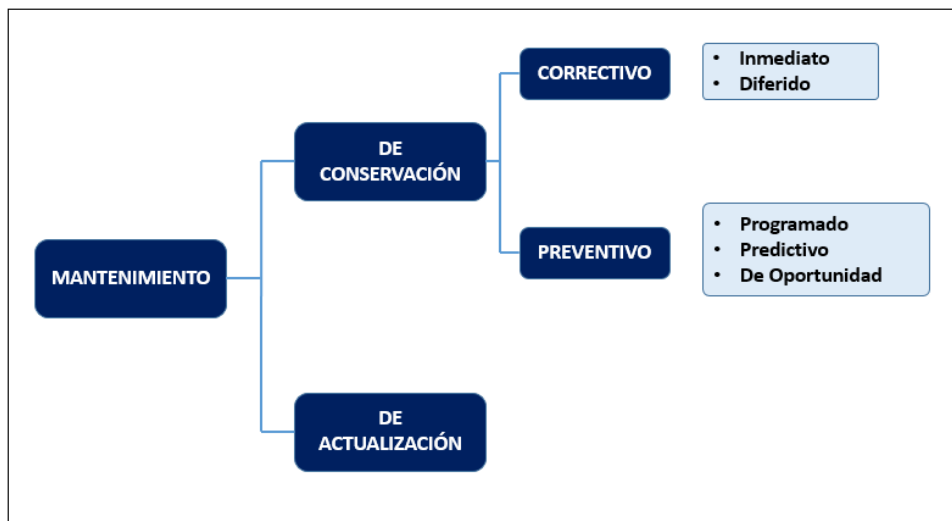 MANTENIMIENTO
DE
CONSERVACIÓN
CORRECTIVO
• Inmediato
• Diferido
PREVENTIVO
• Programado
• Predictivo
• De Oportunidad
DE
ACTUALIZACIÓN